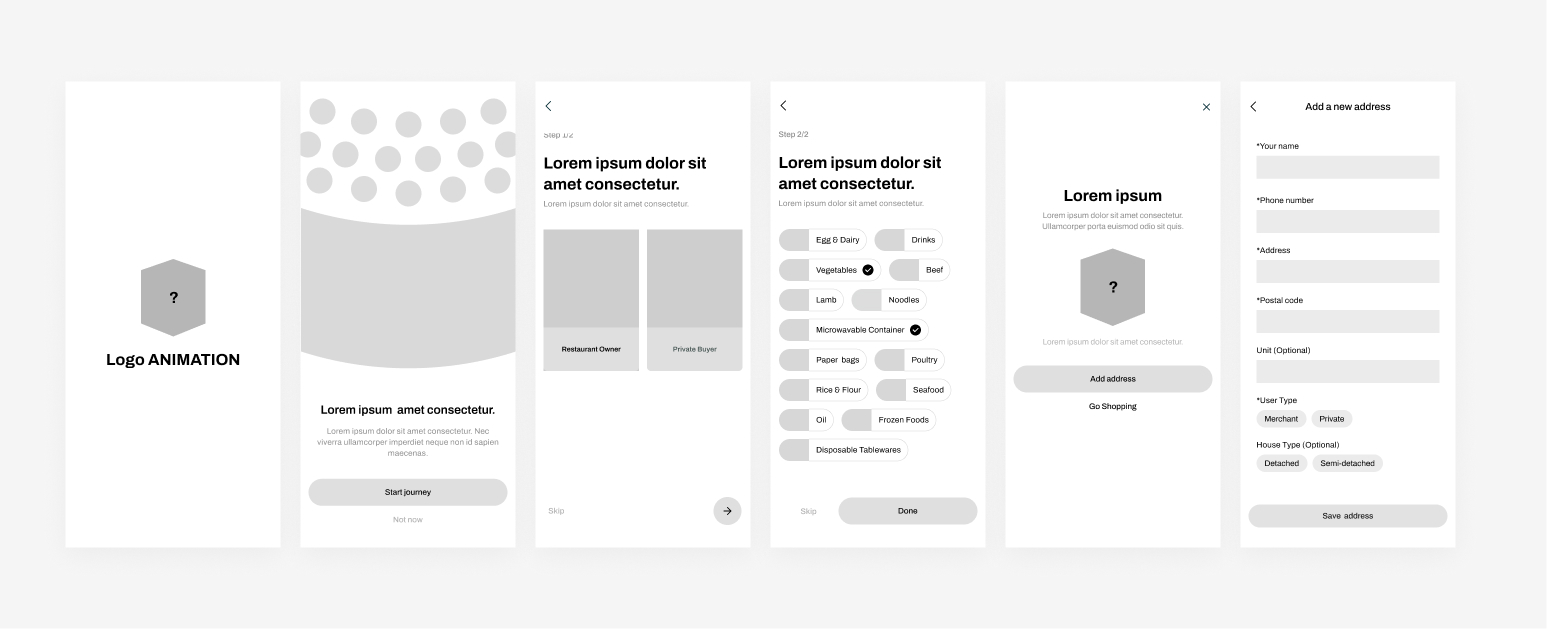 ?
Logo ANIMATION
Lorem ipsum  amet consectetur.
Lorem ipsum dolor sit amet consectetur. Nec
viverra ullamcorper imperdiet neque non id sapien
maecenas.
Start journey
Not now
Step 1/2
Lorem ipsum dolor sit
amet consectetur.
Lorem ipsum dolor sit amet consectetur.
Restaurant Owner
Private Buyer
Skip
Step 2/2
Lorem ipsum dolor sit
amet consectetur.
Lorem ipsum dolor sit amet consectetur.
Egg & Dairy
Drinks
Vegetables
Beef
Lamb
Noodles
Microwavable Container
Paper  bags
Poultry
Rice & Flour
Seafood
Oil
Frozen Foods
Disposable Tablewares
Skip
Done
Lorem ipsum
Lorem ipsum dolor sit amet consectetur.
Ullamcorper porta euismod odio sit quis.
?
Lorem ipsum dolor sit amet consectetur.
Add address
Go Shopping
Add a new address
*Your name
*Phone number
*Address
*Postal code
Unit (Optional)
*User Type
Merchant
Private
House Type (Optional)
Detached
Semi-detached
Save  address